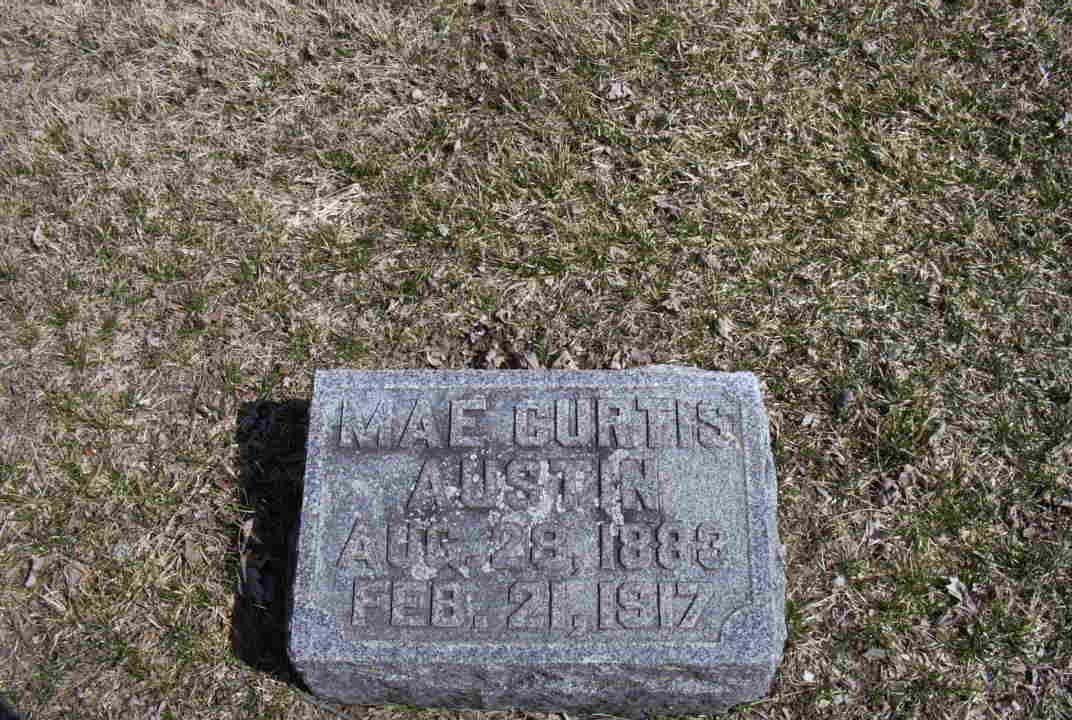 MAE CURTIS
AUSTIN
AUG. 28, 1883
FEB. 21, 1917